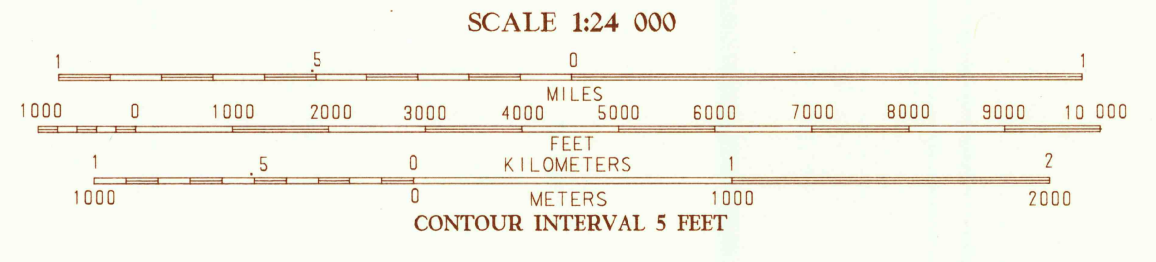 SCALE 1:24 000
1 .5 0 1
MILES
1000 0 1000 2000 3000 4000 5000 6000 7000 8000 9000 10 000
FEET
1 .5 0 KILOMETERS 1 2
1000 0 METERS 1000 2000
CONTOUR INTERVAL 5 FEET